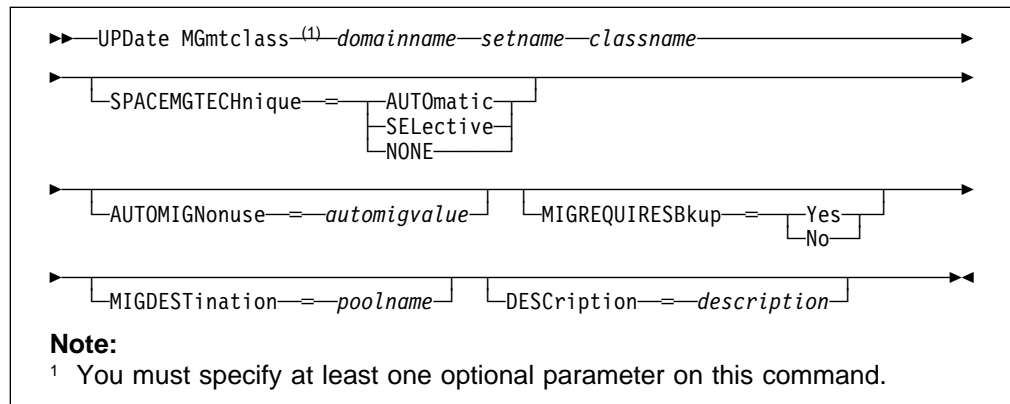 UPDate MGmtclass (1) domainname setname classname
SPACEMGTECHnique = AUTOmatic
SELective
NONE
AUTOMIGNonuse = automigvalue MIGREQUIRESBkup = Yes
No
MIGDESTination = poolname DESCription = description
Note:
1 You must specify at least one optional parameter on this command.